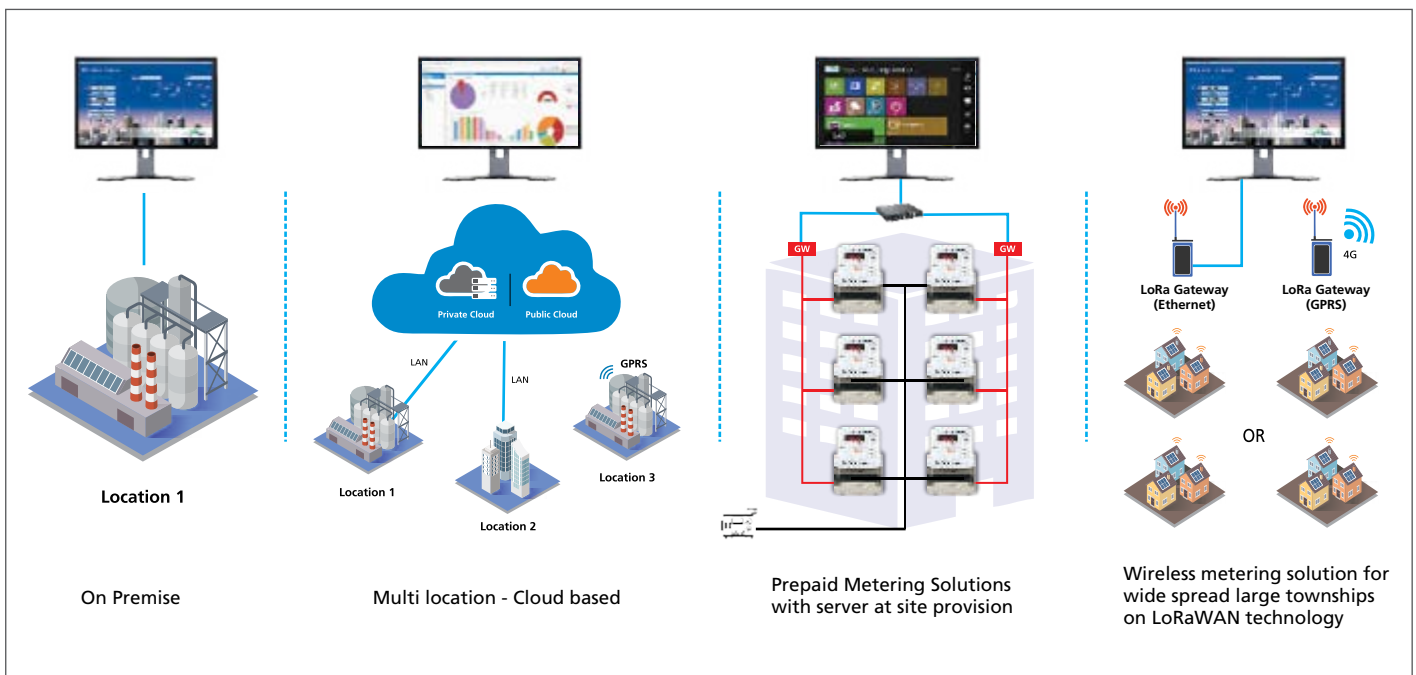 Location 1
On Premise
Private Cloud
Public Cloud
LAN
LAN
GPRS
Location 1
Location 2
Location 3
Multi location - Cloud based
GW
GW
Prepaid Metering Solutions
with server at site provision
4G
LoRa Gateway
(Ethernet)
LoRa Gateway
(GPRS)
OR
Wireless metering solution for
wide spread large townships
on LoRaWAN technology